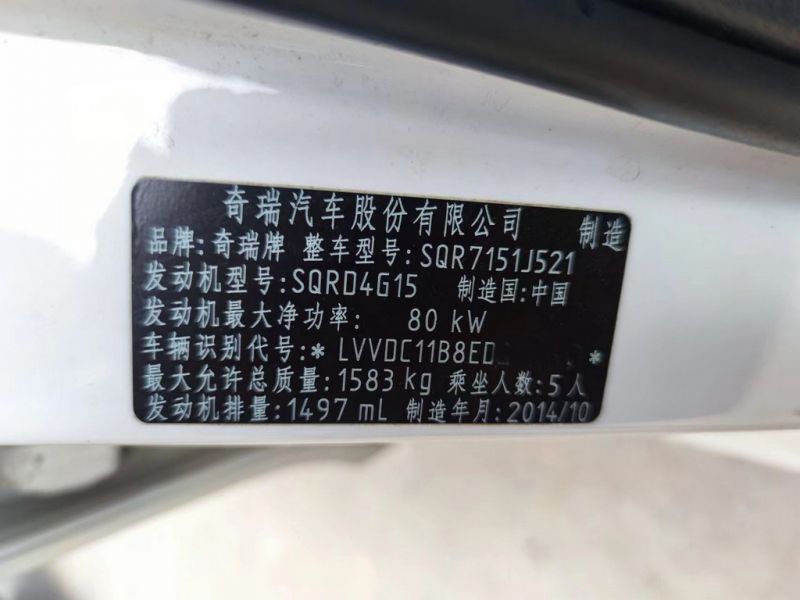 奇瑞汽车股份有限公司 制造
品牌:奇瑞牌 整车型号:SQR7151J521
发动机型号:SQRD4G15 制造国:中国
发动机最大净功率: 80 kW
车辆识别代号:* LVVDC11B8ED *
最大允许总质量:1583 kg 乘坐人数:5人
发动机排量:1497 mL 制造年月:2014/10